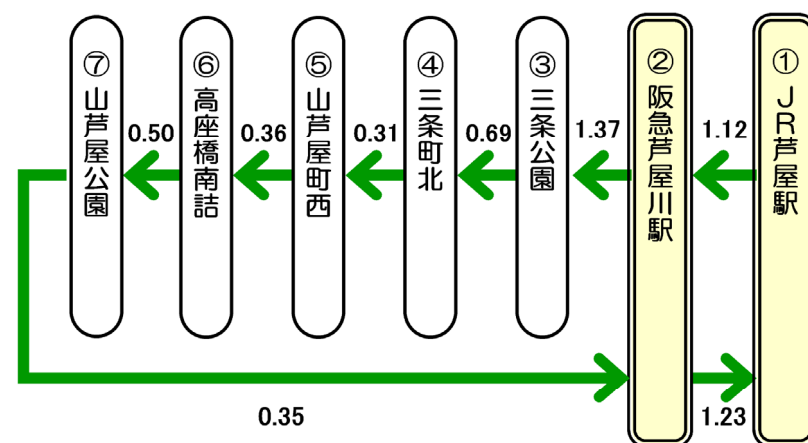 ⑦山芦屋公園
0.50
⑥高座橋南詰
0.36
⑤山芦屋町西
0.31
④三条町北
0.69
③三条公園
1.37
②阪急芦屋川駅
1.12
①JR芦屋駅
0.35
1.23